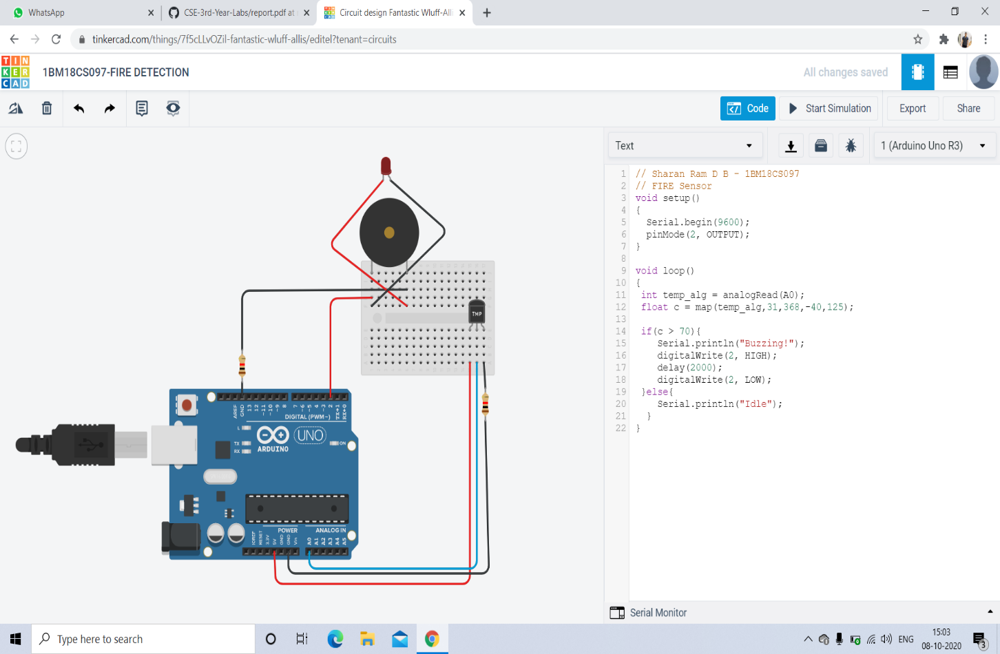 WhatsApp
CSE-3rd-Year-Labs/report.pdf at
Circuit design Fantastic Wluff-Alli
tinkercad.com/things/7f5cLLvOZil-fantastic-wluff-allis/editel?tenant=circuits
TIN
KER
CAD
1BM18CS097-FIRE DETECTION
All changes saved
Code
Start Simulation
Export
Share
Text
1 (Arduino Uno R3)
1 // Sharan Ram D B - 1BM18CS097
2 // FIRE Sensor
3 void setup()
4 {
5 Serial.begin(9600);
6 pinMode(2, OUTPUT);
7 }
8
9 void loop()
10 {
11 int temp_alg = analogRead(A0);
12 float c = map(temp_alg,31,368,-40,125);
13
14 if(c > 70){
15 Serial.println("Buzzing!");
16 digitalWrite(2, HIGH);
17 delay(2000);
18 digitalWrite(2, LOW);
19 }else{
20 Serial.println("Idle");
21 }
22 }
TMP
AREF
GND
13
12
~11
~10
~9
8
7
~6
~5
4
~3
2
TX→1
RX←0
DIGITAL (PWM~)
L
TX
RX
UNO
ON
ARDUINO
POWER
ANALOG IN
IOREF
RESET
3.3V
5V
GND
GND
Vin
A0
A1
A2
A3
A4
A5
Serial Monitor
Type here to search
ENG
15:03
08-10-2020
3